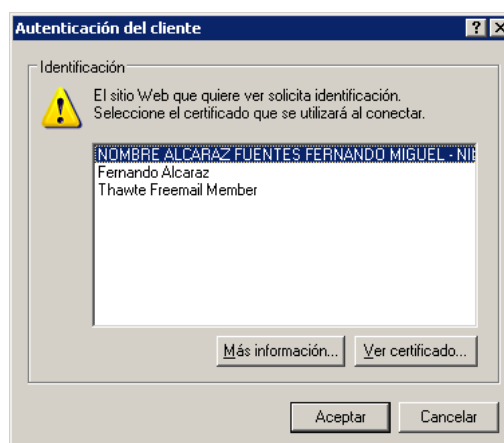 Autenticación del cliente
Identificación
El sitio Web que quiere ver solicita identificación.
Seleccione el certificado que se utilizará al conectar.
NOMBRE ALCARAZ FUENTES FERNANDO MIGUEL -
Fernando Alcaraz
Thawte Freemail Member
Más información... Ver certificado...
Aceptar Cancelar